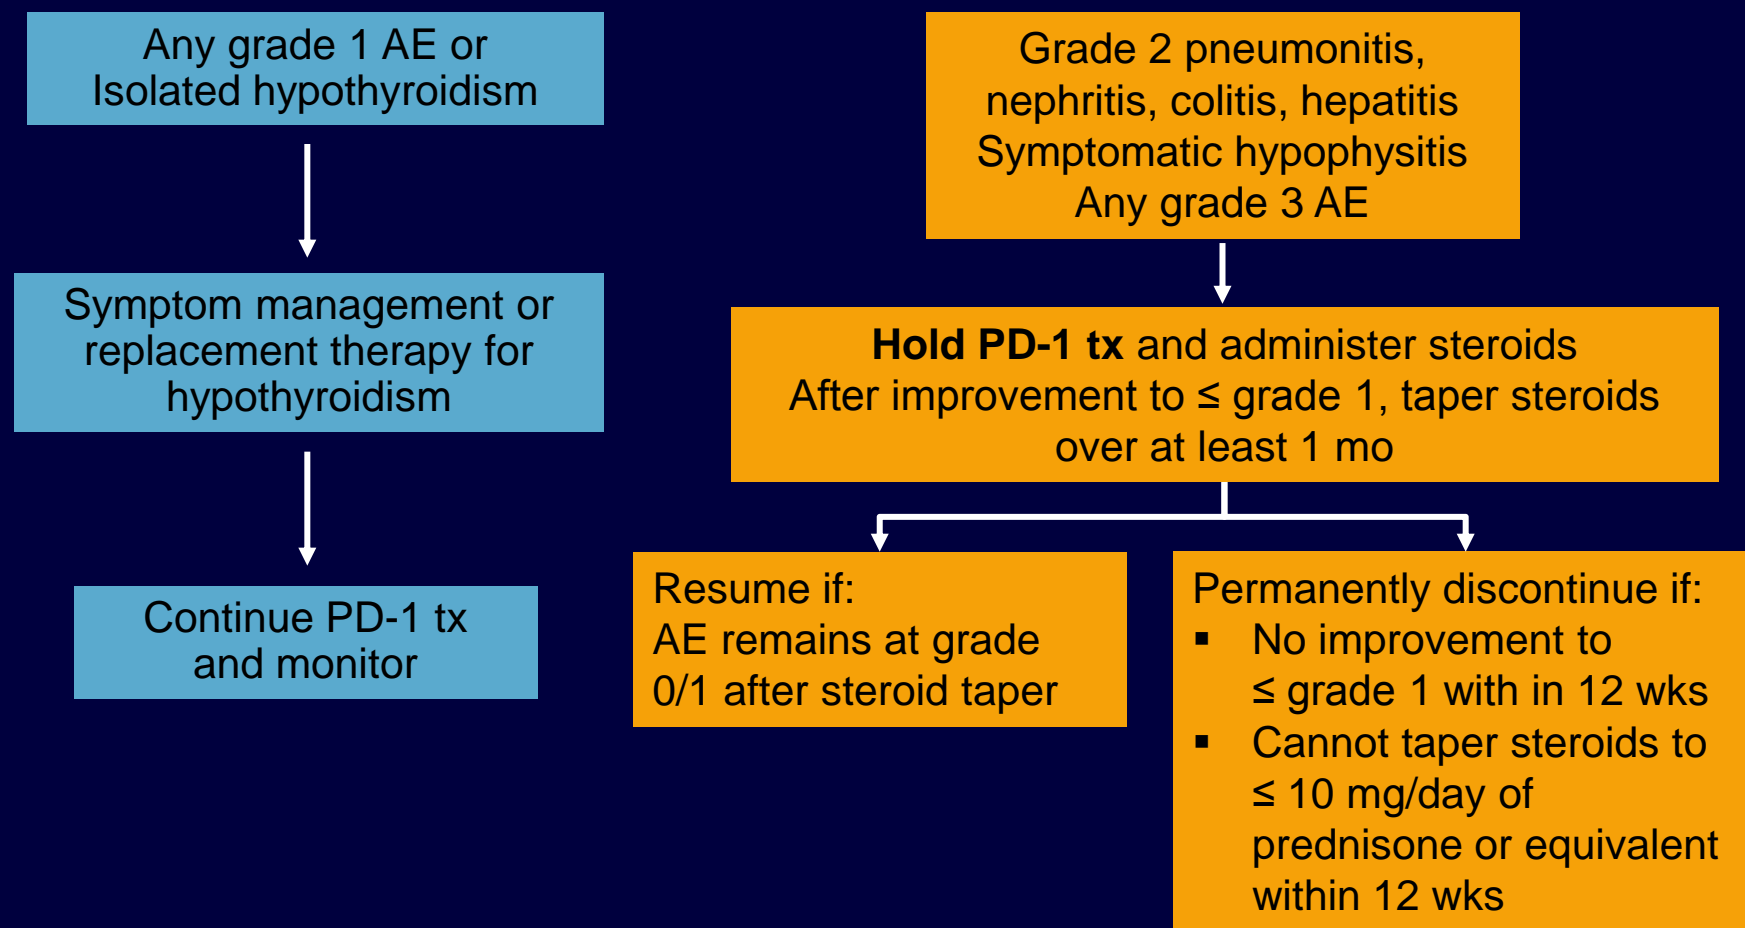 Any grade 1 AE or
Isolated hypothyroidism
Symptom management or
replacement therapy for
hypothyroidism
Continue PD-1 tx
and monitor
Grade 2 pneumonitis,
nephritis, colitis, hepatitis
Symptomatic hypophysitis
Any grade 3 AE
Hold PD-1 tx and administer steroids
After improvement to ≤ grade 1, taper steroids
over at least 1 mo
Resume if:
AE remains at grade
0/1 after steroid taper
Permanently discontinue if:
▪ No improvement to
≤ grade 1 with in 12 wks
▪ Cannot taper steroids to
≤ 10 mg/day of
prednisone or equivalent
within 12 wks